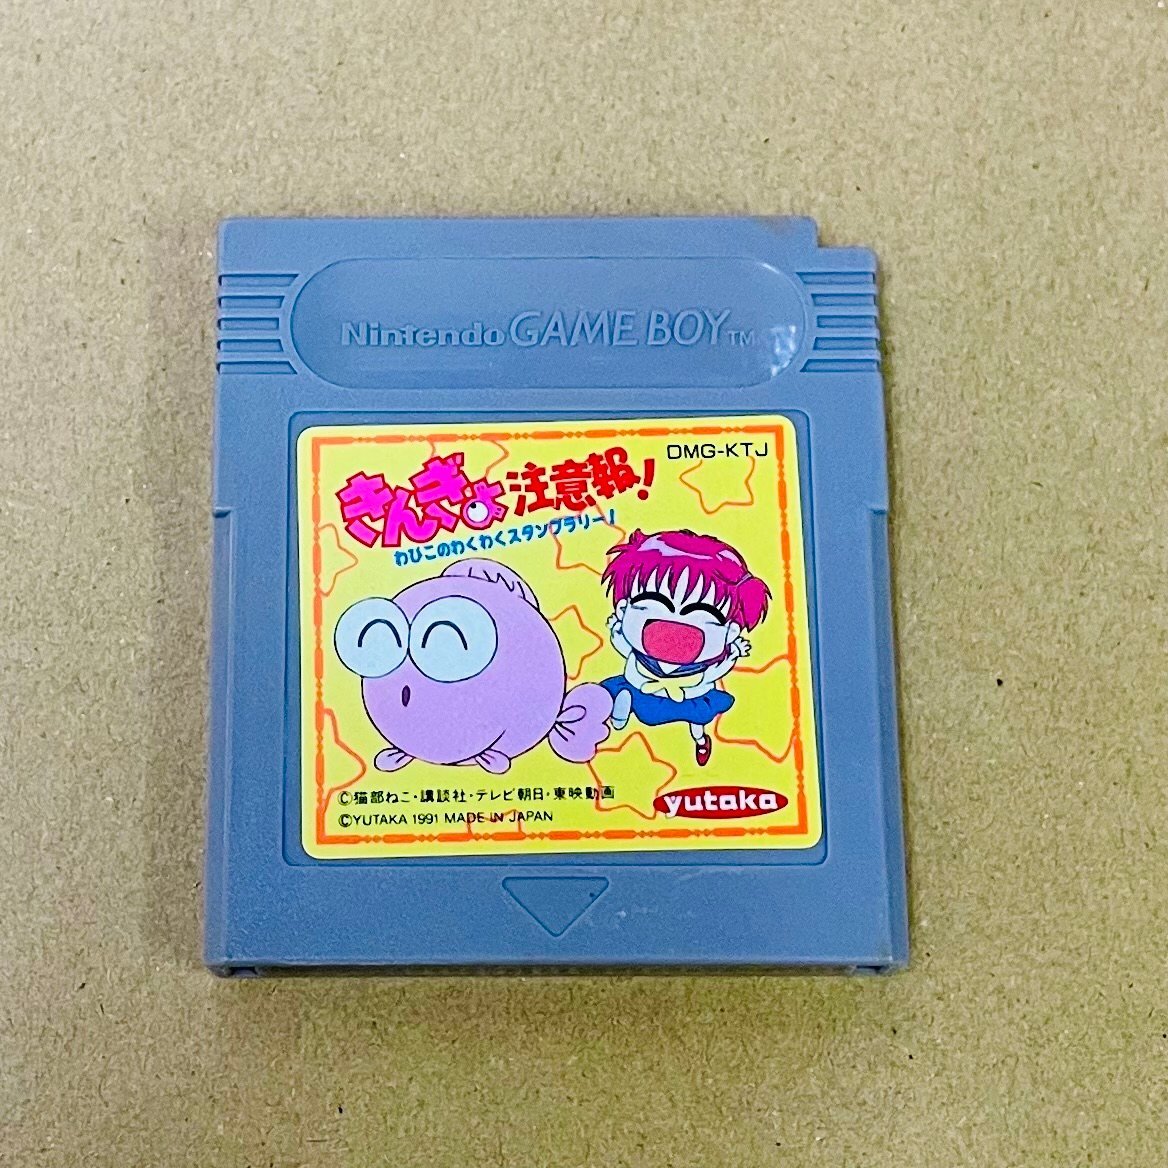 Nintendo GAME BOY TM
DMG-KTJ
きんぎょ注意報!
わぴこのわくわくスタンプラリー!
©猫部ねこ・講談社・テレビ朝日・東映動画
©YUTAKA 1991 MADE IN JAPAN
yutaka